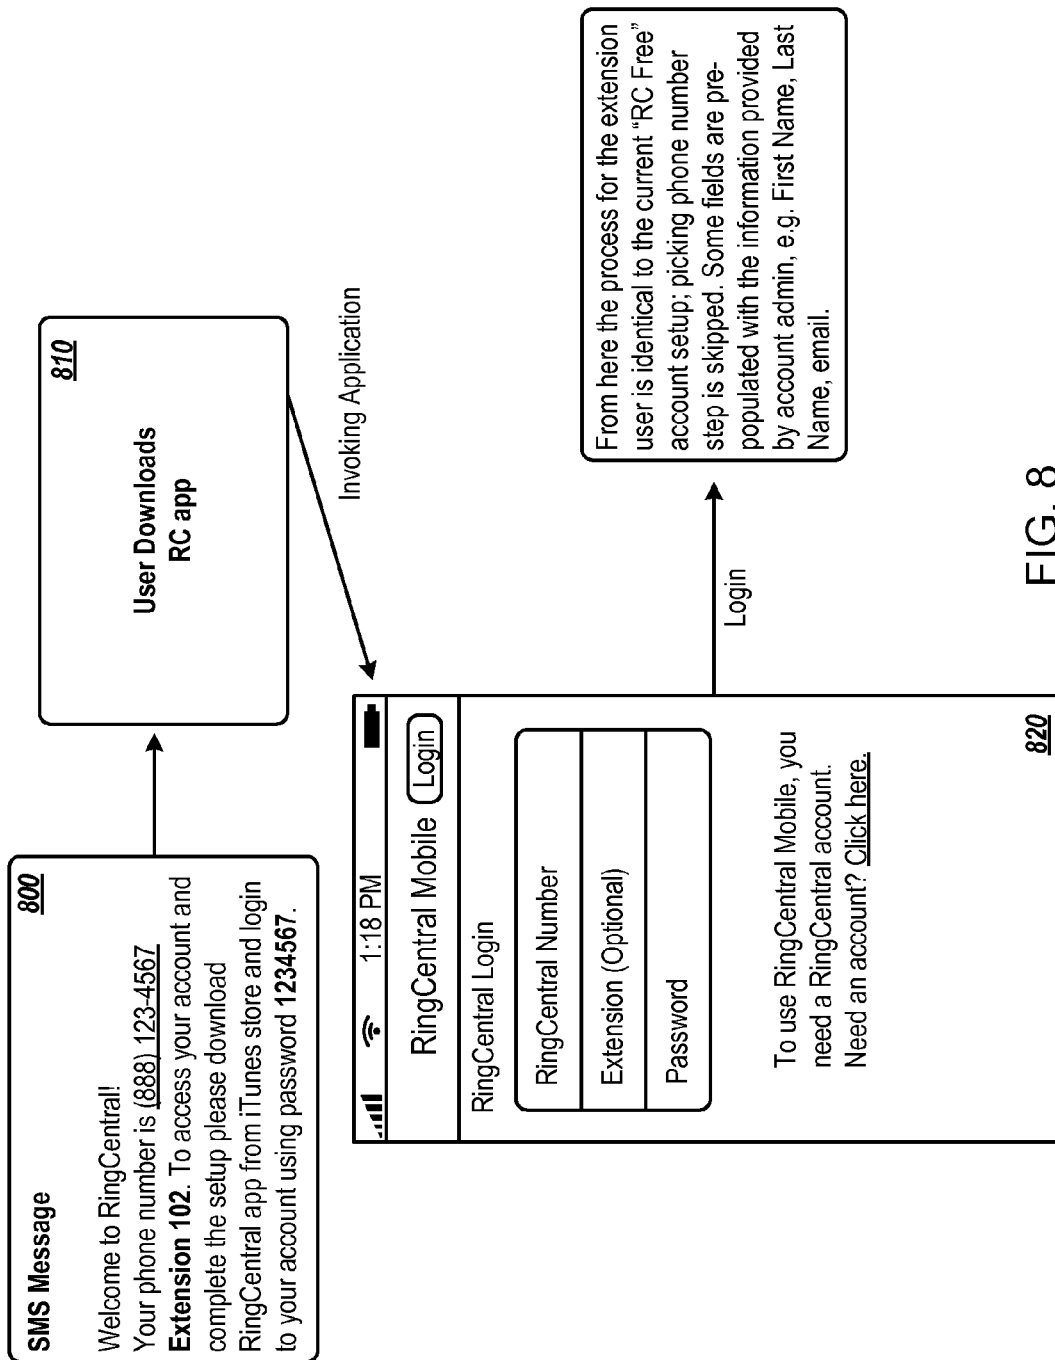 SMS Message
800
Welcome to RingCentral!
Your phone number is (888) 123-4567
Extension 102. To access your account and
complete the setup please download
RingCentral app from iTunes store and login
to your account using password 1234567.
810
User Downloads
RC app
Invoking Application
1:18 PM
RingCentral Mobile
Login
RingCentral Login
RingCentral Number
Extension (Optional)
Password
To use RingCentral Mobile, you
need a RingCentral account.
Need an account? Click here.
820
Login
From here the process for the extension
user is identical to the current “RC Free”
account setup; picking phone number
step is skipped. Some fields are pre-
populated with the information provided
by account admin, e.g. First Name, Last
Name, email.
FIG. 8